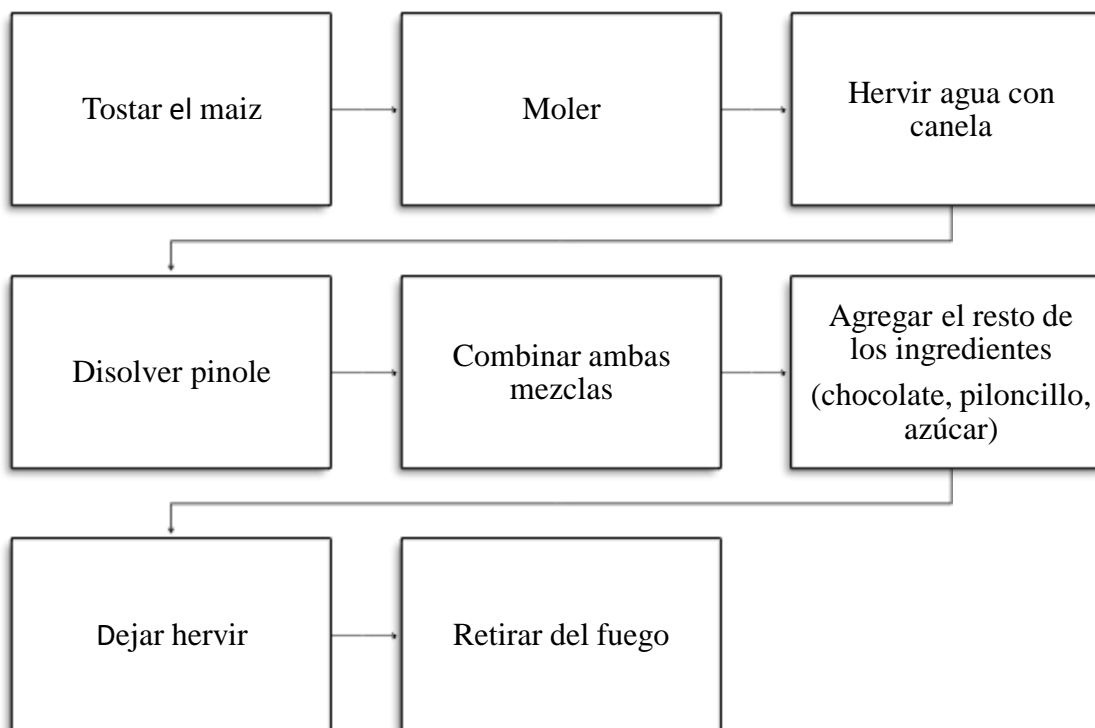 Tostar el maiz
Moler
Hervir agua con
canela
Disolver pinole
Combinar ambas
mezclas
Agregar el resto de
los ingredientes
(chocolate, piloncillo,
azúcar)
Dejar hervir
Retirar del fuego